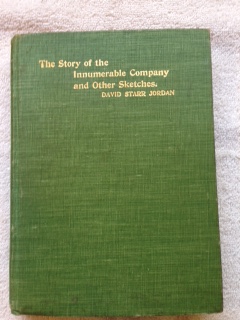 The Story of the
Innumerable Company
and Other Sketches.
DAVID STARR JORDAN